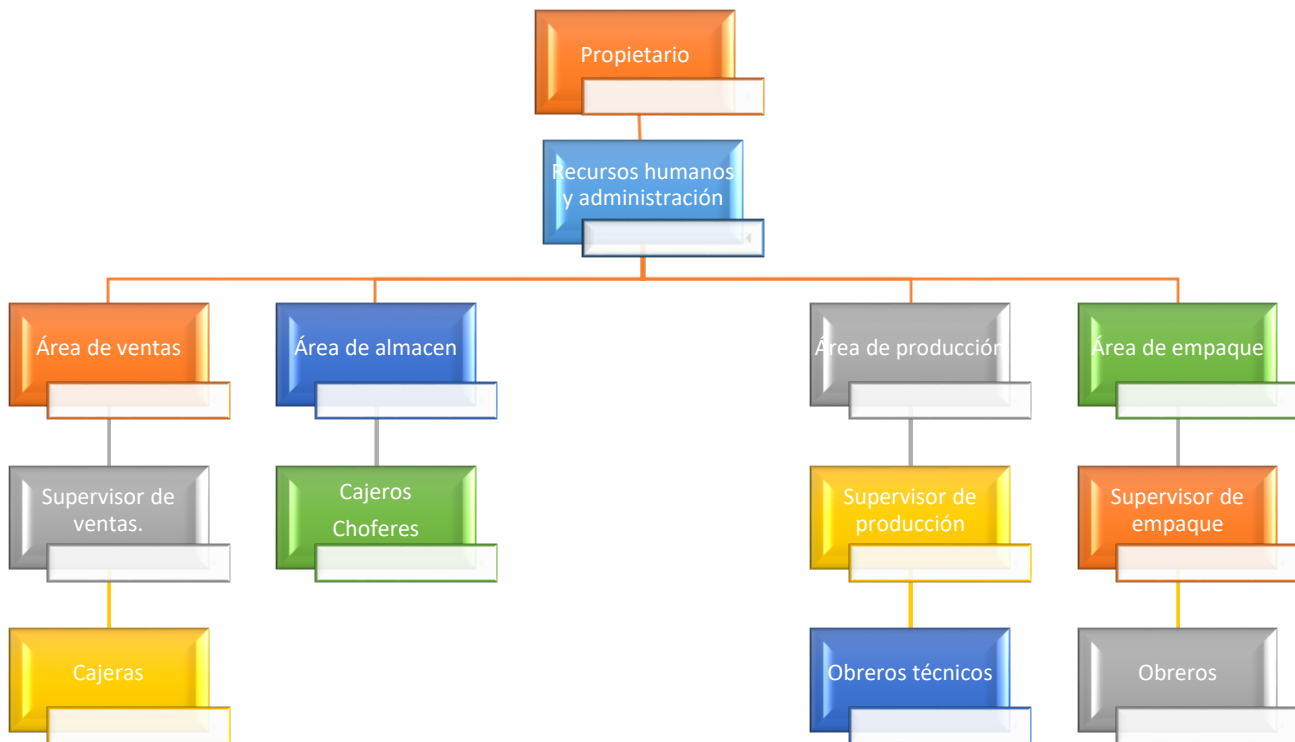 Propietario
Recursos humanos
y administración
Área de ventas
Área de almacen
Área de producción
Área de empaque
Supervisor de
ventas.
Cajeros
Choferes
Supervisor de
producción
Supervisor de
empaque
Cajeras
Obreros técnicos
Obreros